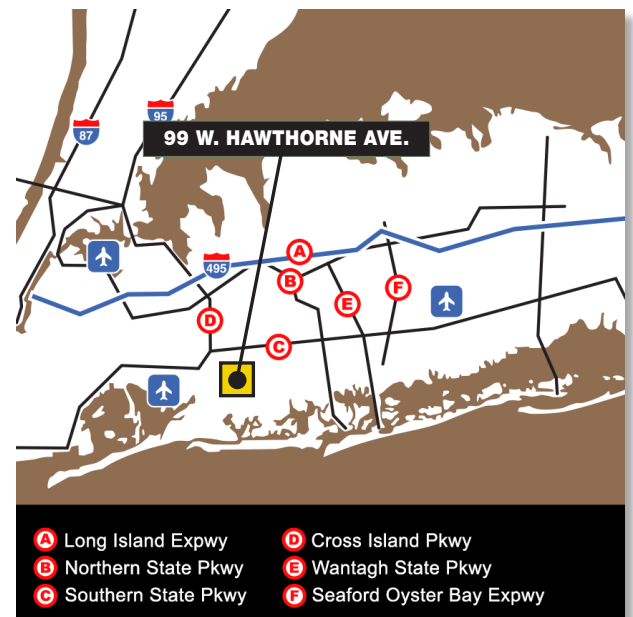 95
87
99 W. HAWTHORNE AVE.
A
495
B
F
E
D
C
A Long Island Expwy
B Northern State Pkwy
C Southern State Pkwy
D Cross Island Pkwy
E Wantagh State Pkwy
F Seaford Oyster Bay Expwy